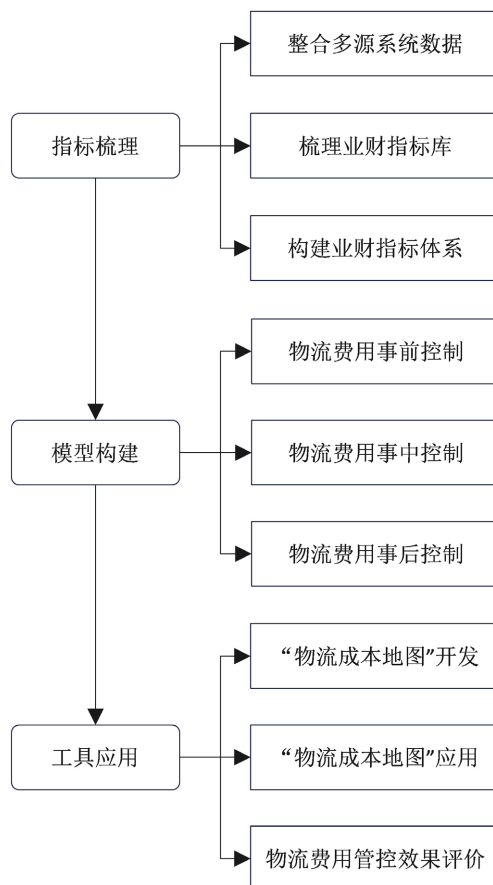 整合多源系统数据
指标梳理
梳理业财指标库
构建业财指标体系
物流费用事前控制
模型构建
物流费用事中控制
物流费用事后控制
“物流成本地图”开发
工具应用
“物流成本地图”应用
物流费用管控效果评价